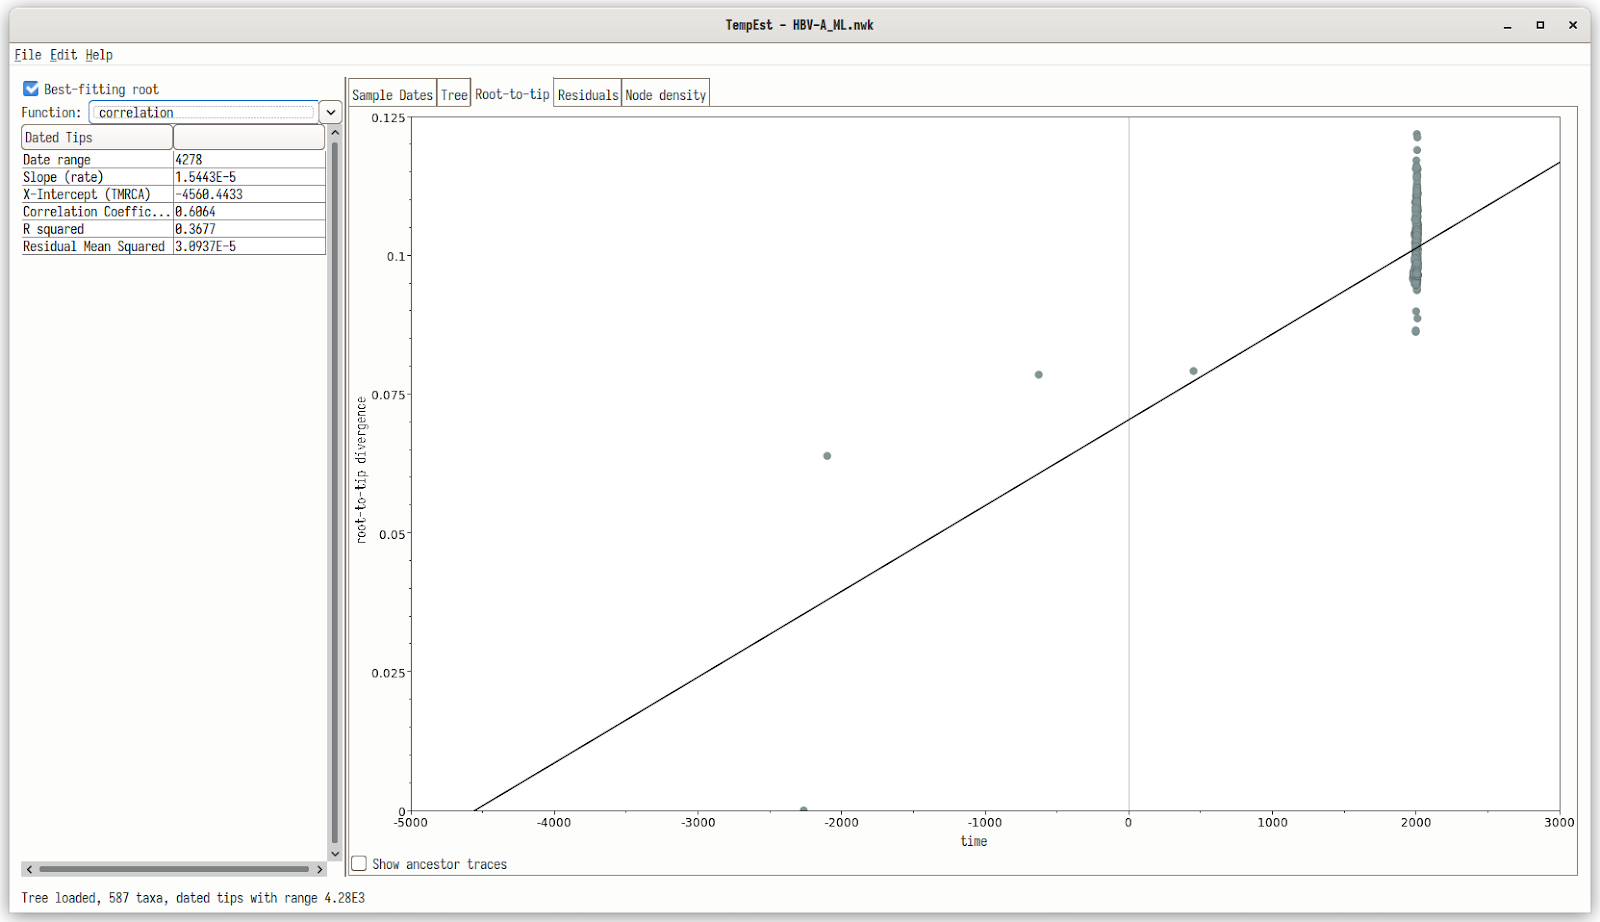 TempEst - HBV-A_ML.nwk
File Edit Help
Best-fitting root
Function: correlation
Dated Tips
Date range 4278
Slope (rate) 1.5443E-5
X-Intercept (TMRCA) -4560.4433
Correlation Coeffic... 0.6064
R squared 0.3677
Residual Mean Squared 3.0937E-5
Sample Dates Tree Root-to-tip Residuals Node density
0.125
0.1
0.075
0.05
0.025
0
root-to-tip divergence
-5000 -4000 -3000 -2000 -1000 0 1000 2000 3000
time
Show ancestor traces
Tree loaded, 587 taxa, dated tips with range 4.28E3